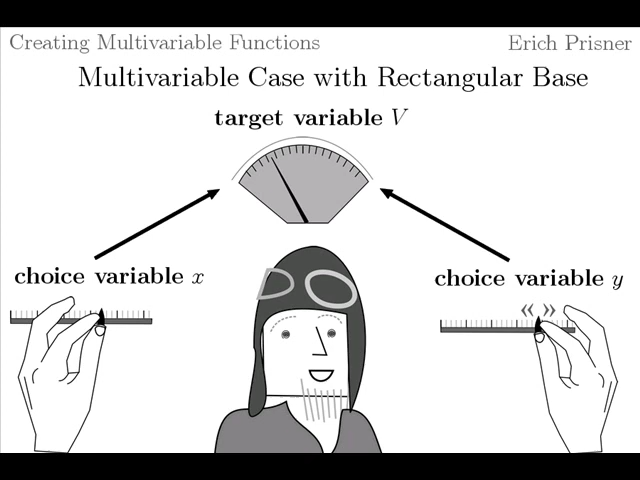 Creating Multivariable Functions
Erich Prisner
Multivariable Case with Rectangular Base
target variable V
choice variable x
choice variable y